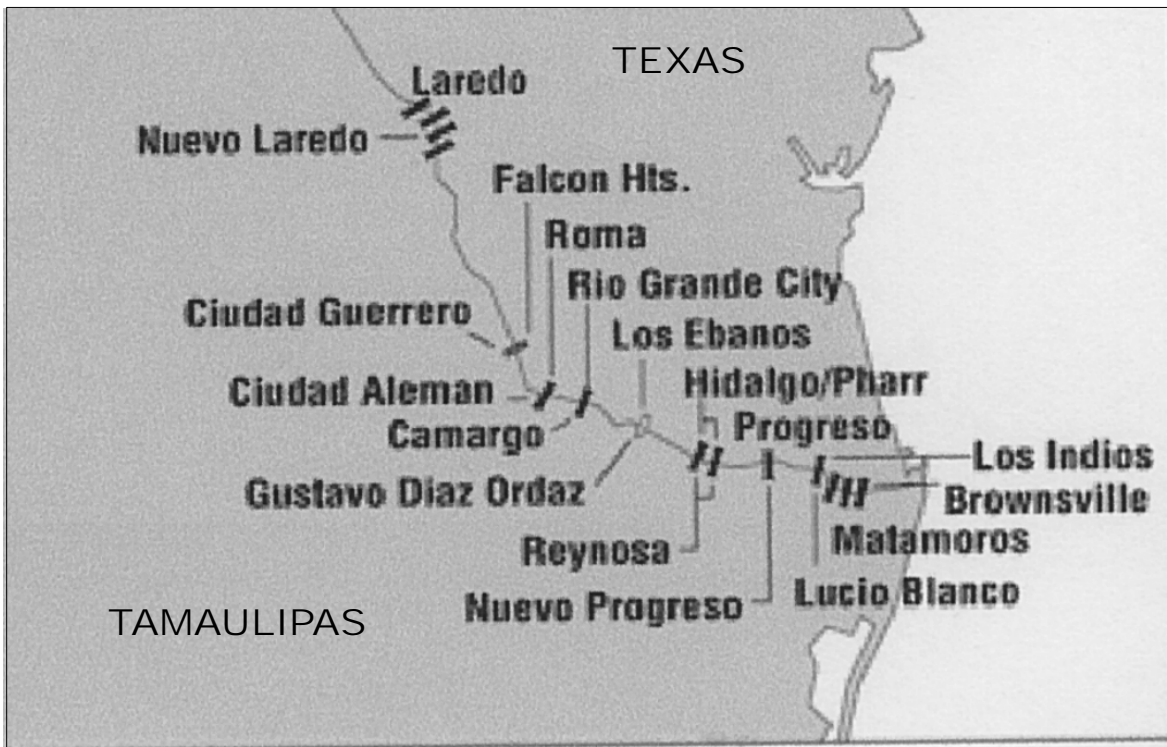 TEXAS
Laredo
Nuevo Laredo
Falcon Hts.
Roma
Rio Grande City
Ciudad Guerrero
Los Ebanos
Hidalgo/Pharr
Ciudad Aleman
Camargo
Progreso
Los Indios
Gustavo Diaz Ordaz
Brownsville
Reynosa
Matamoros
Nuevo Progreso
Lucio Blanco
TAMAULIPAS